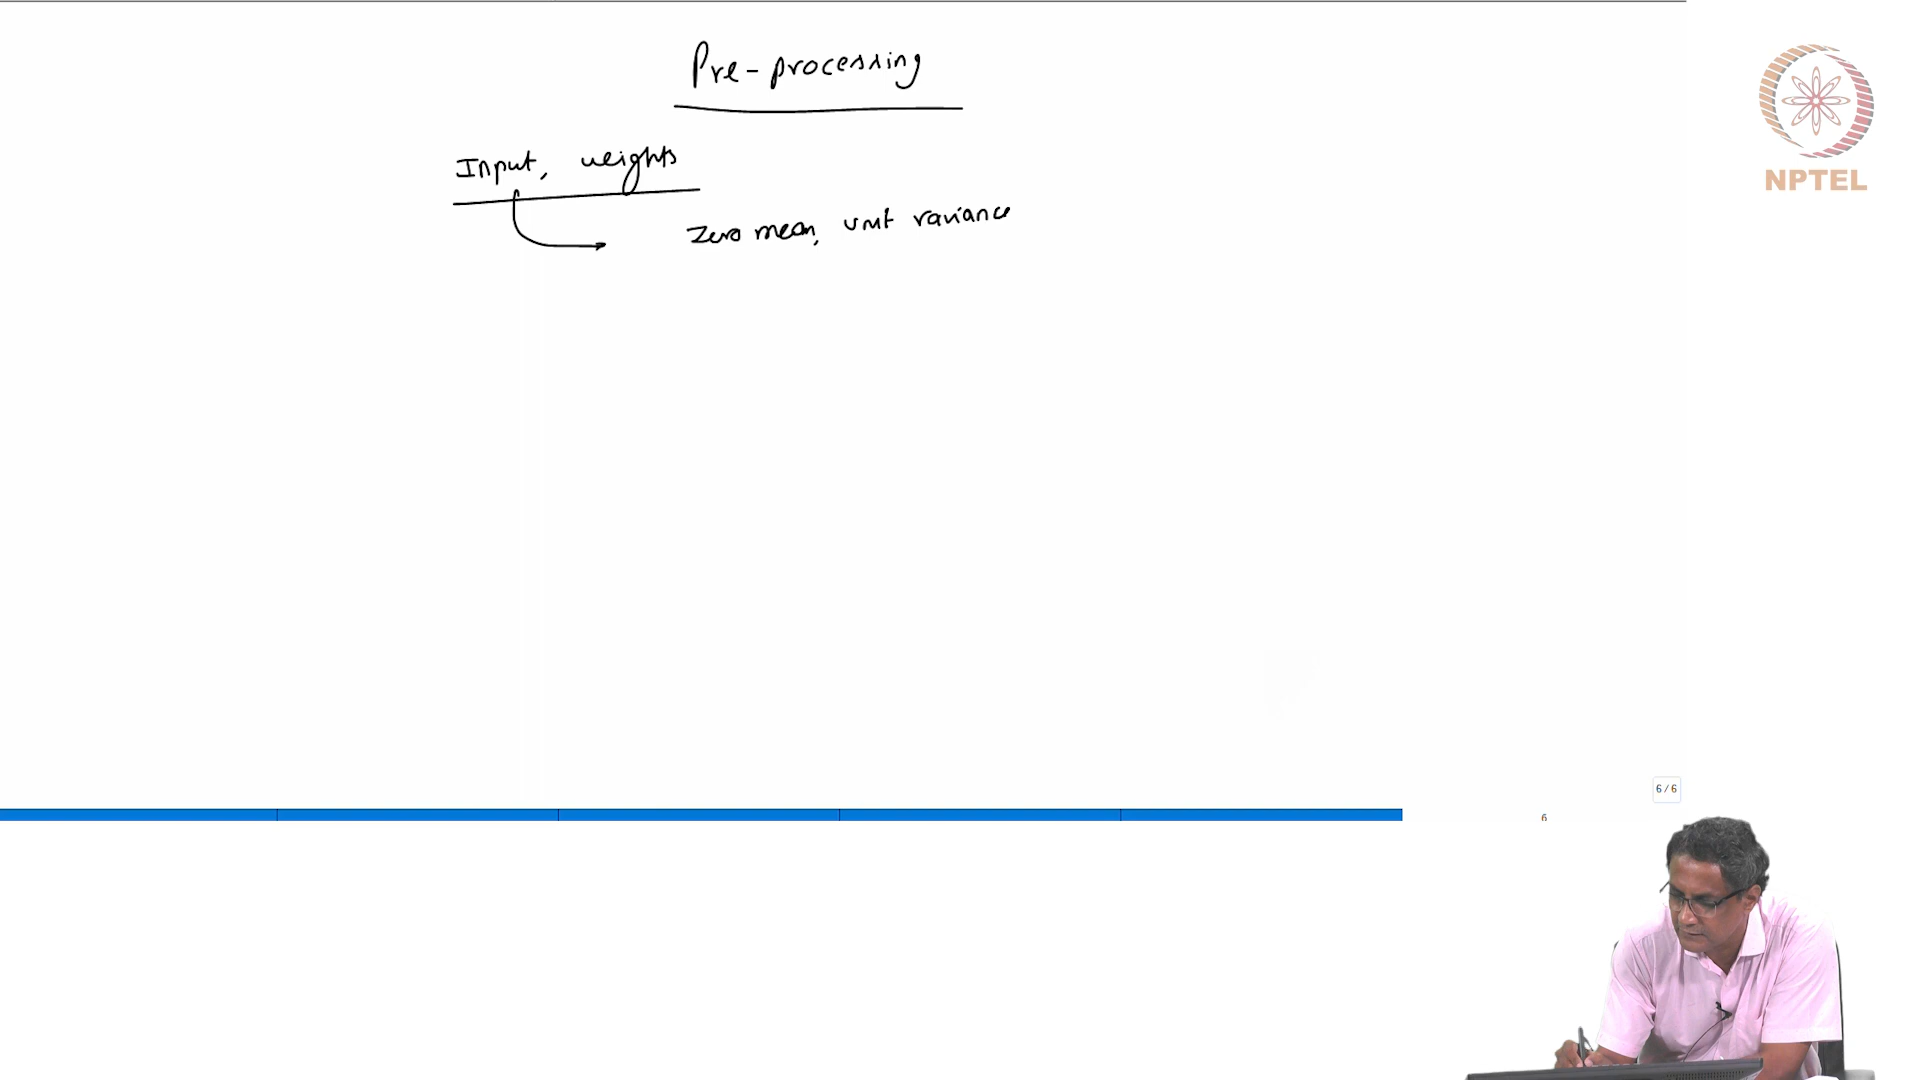 Pre-processing
Input, weights
Zero mean, unit variance
NPTEL
6 / 6
6